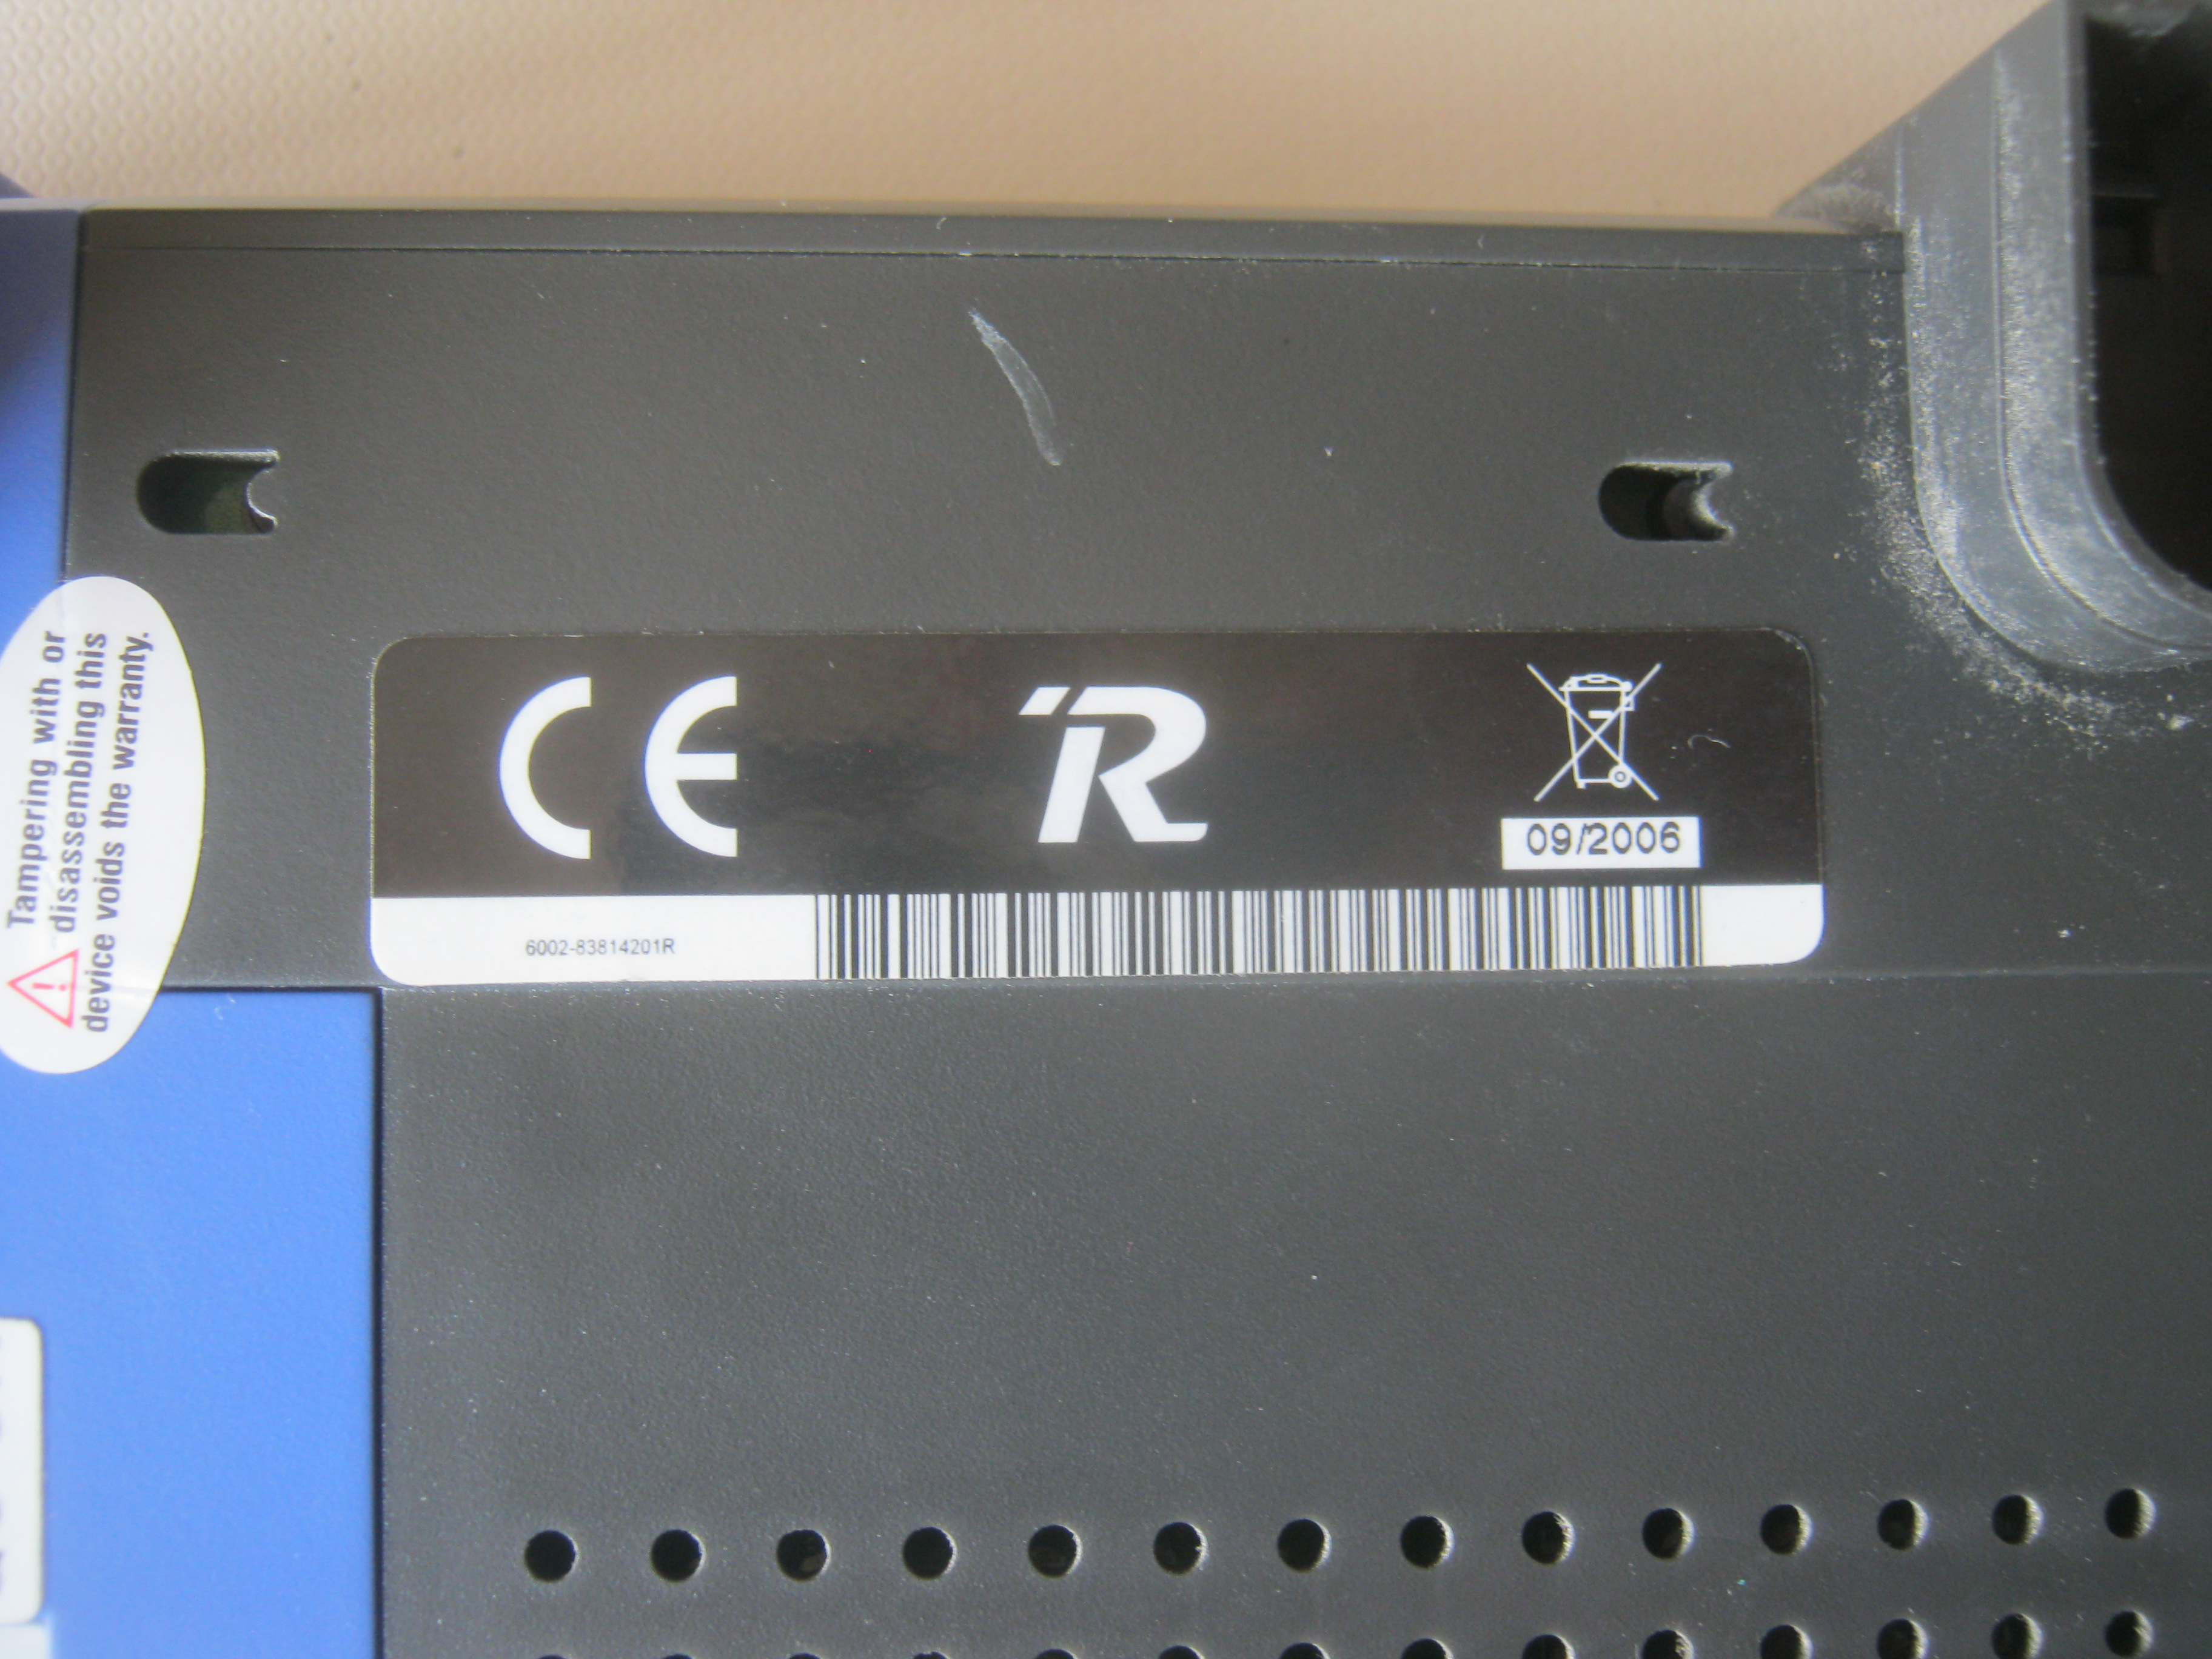 Tampering with or
disassembling this
device voids the warranty.
CE
R
09/2006
6002-83814201R